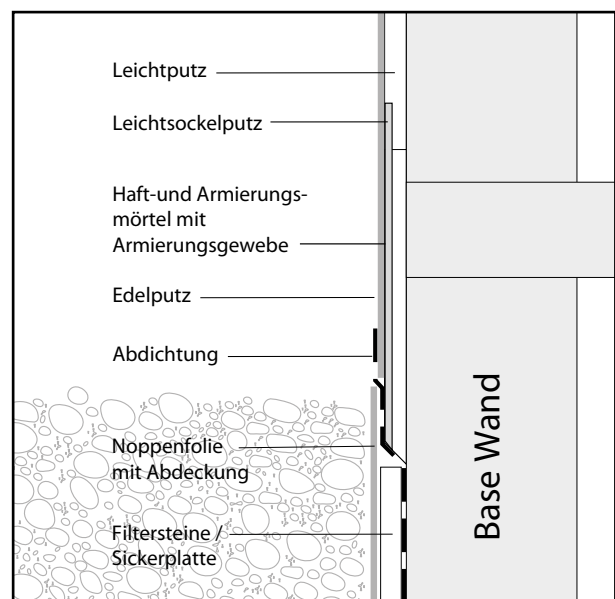 Leichtputz
Leichtsockelputz
Haft-und Armierungs-
mörtel mit
Armierungsgewebe
Edelputz
Abdichtung
Noppenfolie
mit Abdeckung
Filtersteine /
Sickerplatte
Base Wand